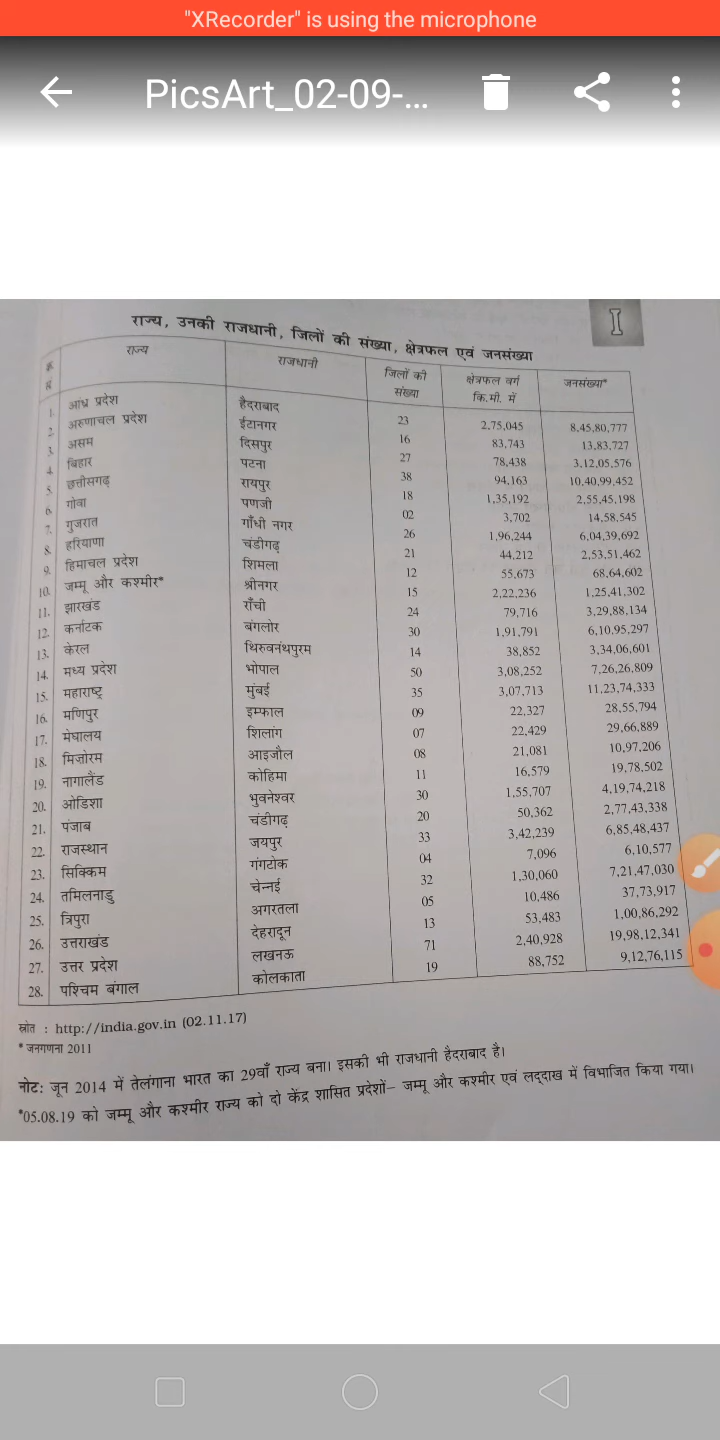 "XRecorder" is using the microphone
PicsArt_02-09-...
I
राज्य, उनकी राजधानी, जिलों की संख्या, क्षेत्रफल एवं जनसंख्या
राज्य राजधानी जिलों की संख्या क्षेत्रफल वर्ग कि.मी. में जनसंख्या*
1. आंध्र प्रदेश हैदराबाद 23 2,75,045 8,45,80,777
2. अरुणाचल प्रदेश ईटानगर 16 83,743 13,83,727
3. असम दिसपुर 27 78,438 3,12,05,576
4. बिहार पटना 38 94,163 10,40,99,452
5. छत्तीसगढ़ रायपुर 18 1,35,192 2,55,45,198
6. गोवा पणजी 02 3,702 14,58,545
7. गुजरात गाँधी नगर 26 1,96,244 6,04,39,692
8. हरियाणा चंडीगढ़ 21 44,212 2,53,51,462
9. हिमाचल प्रदेश शिमला 12 55,673 68,64,602
10. जम्मू और कश्मीर* श्रीनगर 15 2,22,236 1,25,41,302
11. झारखंड राँची 24 79,716 3,29,88,134
12. कर्नाटक बंगलोर 30 1,91,791 6,10,95,297
13. केरल थिरुवनंथपुरम 14 38,852 3,34,06,601
14. मध्य प्रदेश भोपाल 50 3,08,252 7,26,26,809
15. महाराष्ट्र मुंबई 35 3,07,713 11,23,74,333
16. मणिपुर इम्फाल 09 22,327 28,55,794
17. मेघालय शिलांग 07 22,429 29,66,889
18. मिज़ोरम आइजौल 08 21,081 10,97,206
19. नागालैंड कोहिमा 11 16,579 19,78,502
20. ओडिशा भुवनेश्वर 30 1,55,707 4,19,74,218
21. पंजाब चंडीगढ़ 20 50,362 2,77,43,338
22. राजस्थान जयपुर 33 3,42,239 6,85,48,437
23. सिक्किम गंगटोक 04 7,096 6,10,577
24. तमिलनाडु चेन्नई 32 1,30,060 7,21,47,030
25. त्रिपुरा अगरतला 05 10,486 37,73,917
26. उत्तराखंड देहरादून 13 53,483 1,00,86,292
27. उत्तर प्रदेश लखनऊ 71 2,40,928 19,98,12,341
28. पश्चिम बंगाल कोलकाता 19 88,752 9,12,76,115
स्रोत : http://india.gov.in (02.11.17)
* जनगणना 2011
नोट: जून 2014 में तेलंगाना भारत का 29वाँ राज्य बना। इसकी भी राजधानी हैदराबाद है।
*05.08.19 को जम्मू और कश्मीर राज्य को दो केंद्र शासित प्रदेशों– जम्मू और कश्मीर एवं लद्दाख में विभाजित किया गया।